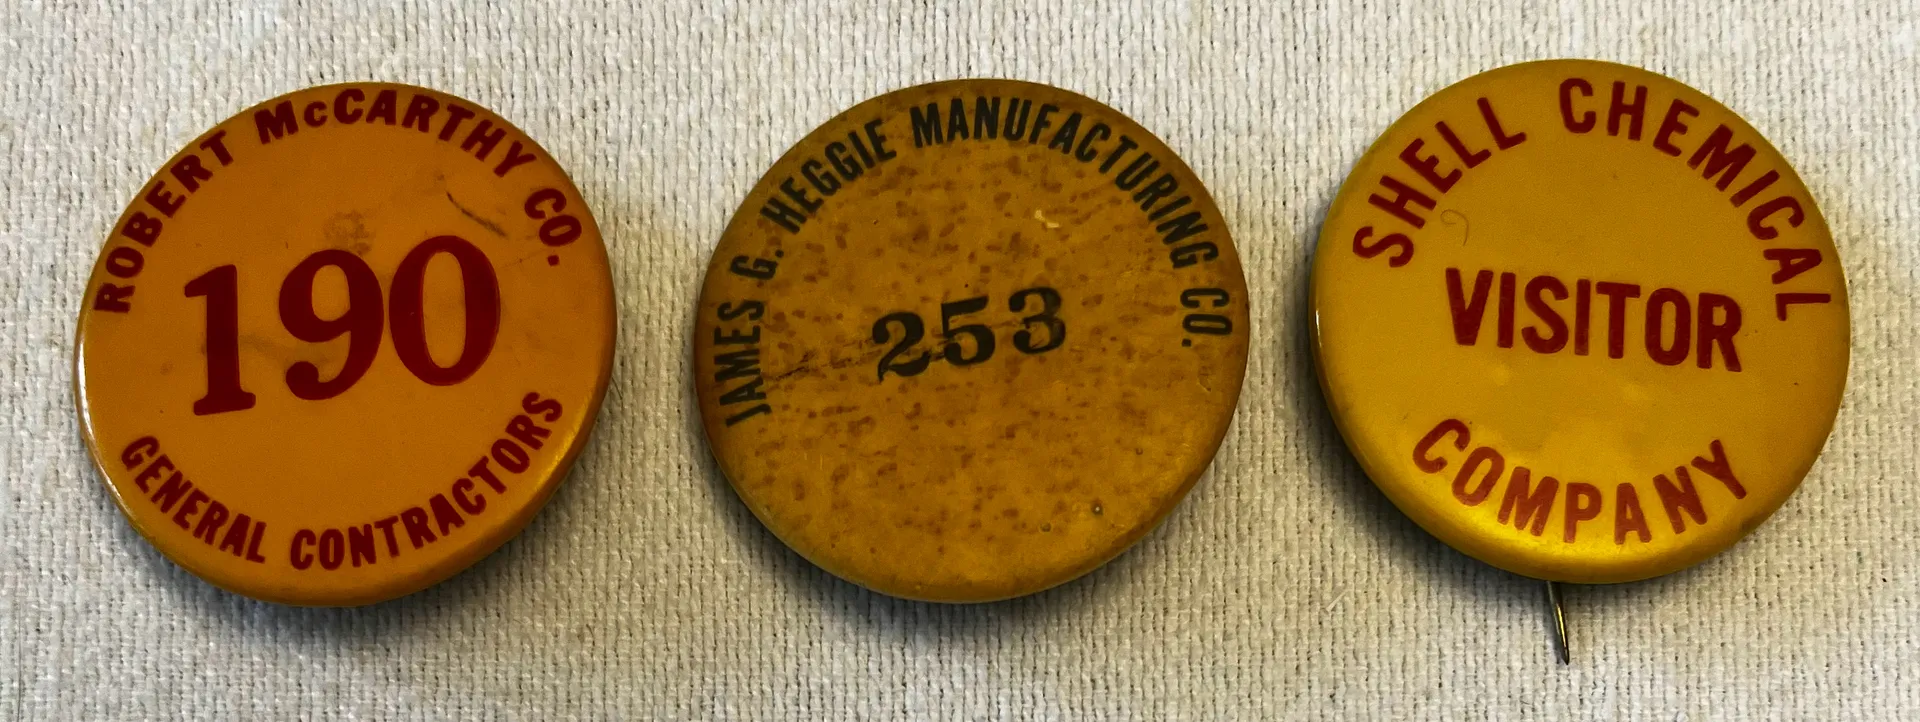 ROBERT McCARTHY CO.
190
GENERAL CONTRACTORS
JAMES G. HEGGIE MANUFACTURING CO.
253
SHELL CHEMICAL
VISITOR
COMPANY